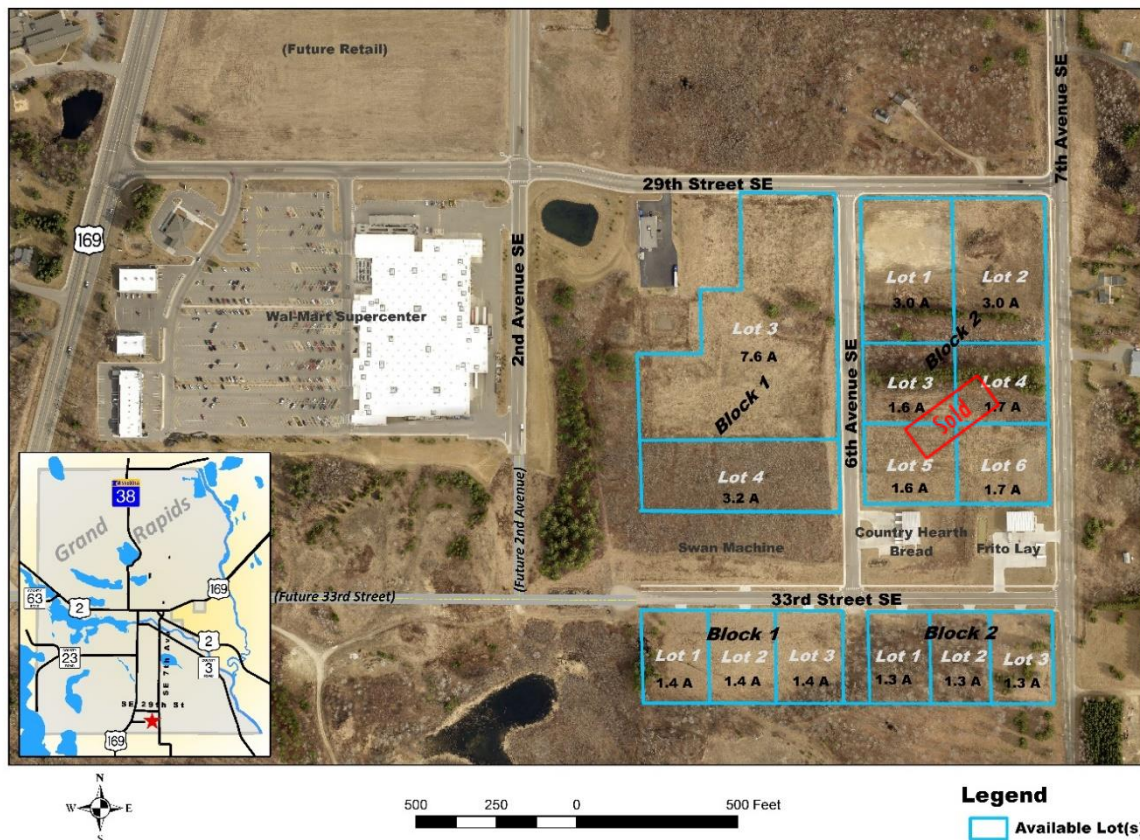 (Future Retail)
7th Avenue SE
29th Street SE
169
2nd Avenue SE
Wal-Mart Supercenter
6th Avenue SE
Lot 1
3.0 A
Lot 2
3.0 A
Block 2
Lot 3
7.6 A
Block 1
Lot 3
1.6 A
Lot 4
1.7 A
Sold
Lot 4
3.2 A
Lot 5
1.6 A
Lot 6
1.7 A
Swan Machine
Country Hearth
Bread
Frito Lay
(Future 2nd Avenue)
(Future 33rd Street)
33rd Street SE
Block 1
Lot 1
1.4 A
Lot 2
1.4 A
Lot 3
1.4 A
Block 2
Lot 1
1.3 A
Lot 2
1.3 A
Lot 3
1.3 A
38
Grand Rapids
169
63
2
2
23
3
SE 7th Av
SE 29th St
169
N
W
E
S
500
250
0
500 Feet
Legend
Available Lot(s)